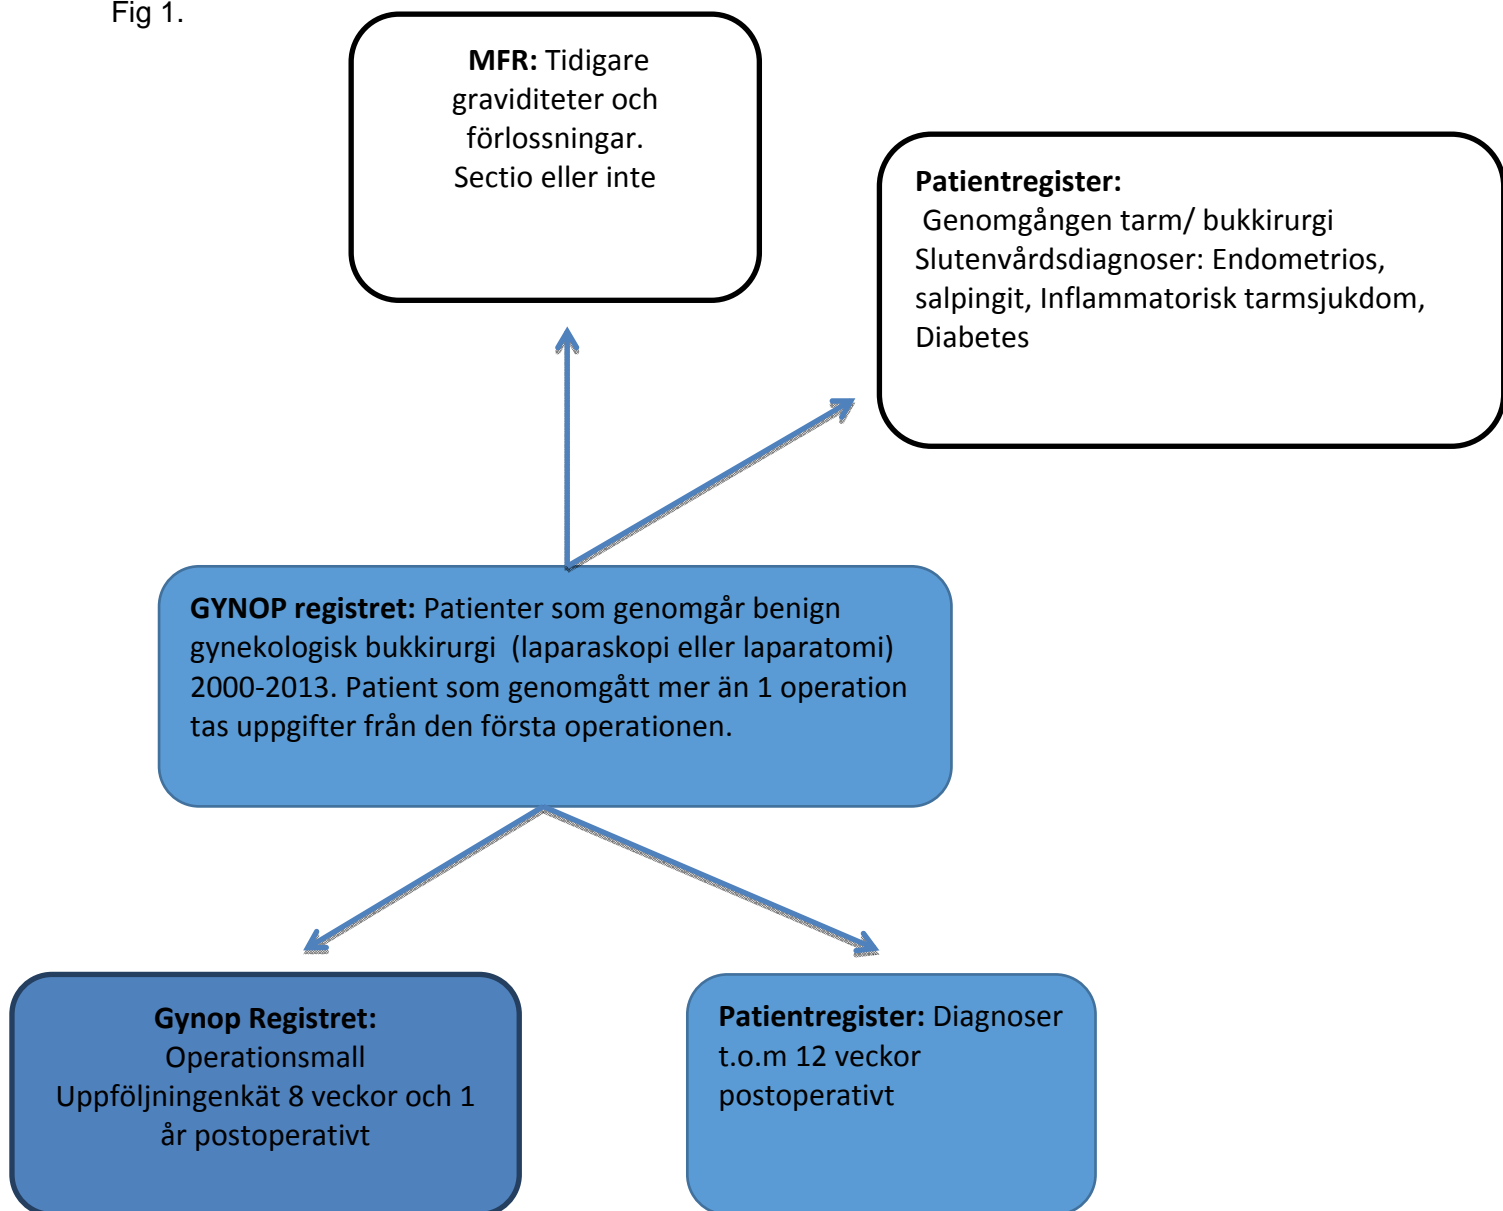 Fig 1.
MFR: Tidigare
graviditeter och
förlossningar.
Sectio eller inte
Patientregister:
Genomgången tarm/ bukkirurgi
Slutenvårdsdiagnoser: Endometrios,
salpingit, Inflammatorisk tarmsjukdom,
Diabetes
GYNOP registret: Patienter som genomgår benign
gynekologisk bukkirurgi (laparaskopi eller laparatomi)
2000-2013. Patient som genomgått mer än 1 operation
tas uppgifter från den första operationen.
Gynop Registret:
Operationsmall
Uppföljningenkät 8 veckor och 1
år postoperativt
Patientregister: Diagnoser
t.o.m 12 veckor
postoperativt